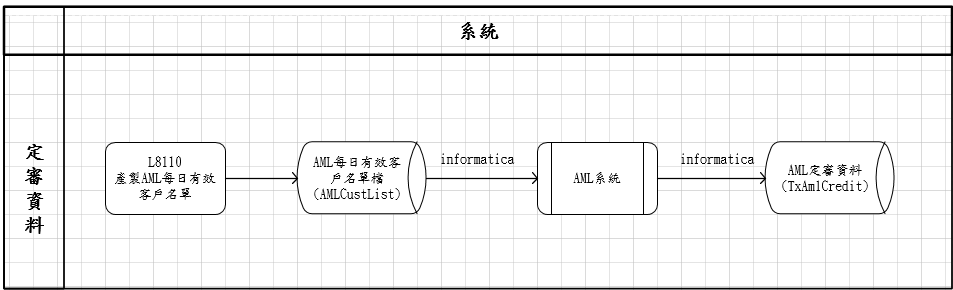 系統
定審資料
L8110
產製AML每日有效
客戶名單
AML每日有效客
戶名單檔
(AMLCustList)
informatica
AML系統
informatica
AML定審資料
(TxAmlCredit)